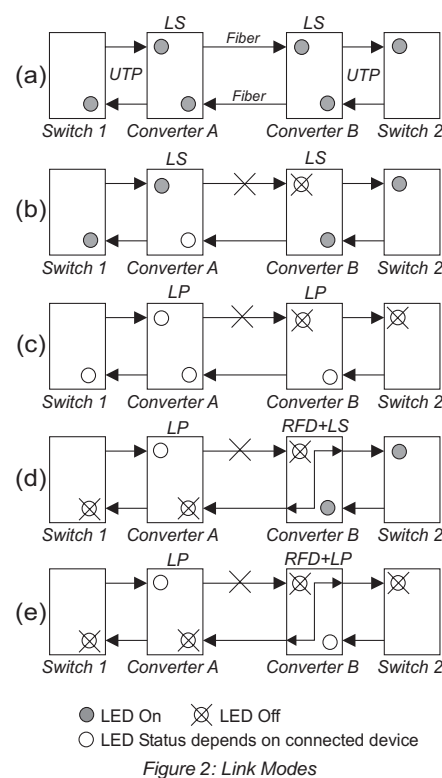 LS LS
(a) Fiber
UTP Fiber UTP
Switch 1 Converter A Converter B Switch 2
LS LS
(b)
Switch 1 Converter A Converter B Switch 2
LP LP
(c)
Switch 1 Converter A Converter B Switch 2
LP RFD+LS
(d)
Switch 1 Converter A Converter B Switch 2
LP RFD+LP
(e)
Switch 1 Converter A Converter B Switch 2
LED On LED Off
LED Status depends on connected device
Figure 2: Link Modes